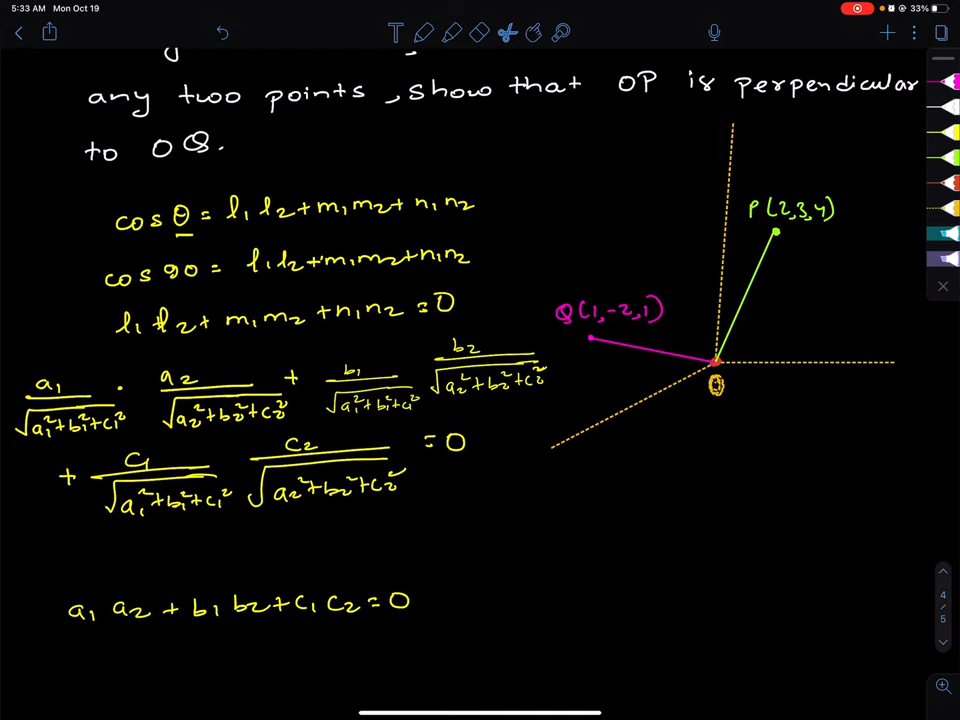 5:33 AM Mon Oct 19
33%
any two points, show that OP is perpendicular
to OQ.
cos θ = l₁ l₂ + m₁ m₂ + n₁ n₂
cos 90 = l₁ l₂ + m₁ m₂ + n₁ n₂
l₁ l₂ + m₁ m₂ + n₁ n₂ = 0
a₁/√(a₁²+b₁²+c₁²) · a₂/√(a₂²+b₂²+c₂²) + b₁/√(a₁²+b₁²+c₁²) b₂/√(a₂²+b₂²+c₂²)
+ c₁/√(a₁²+b₁²+c₁²) c₂/√(a₂²+b₂²+c₂²) = 0
a₁ a₂ + b₁ b₂ + c₁ c₂ = 0
P(2,3,4)
Q(1,-2,1)
T
4
/
5